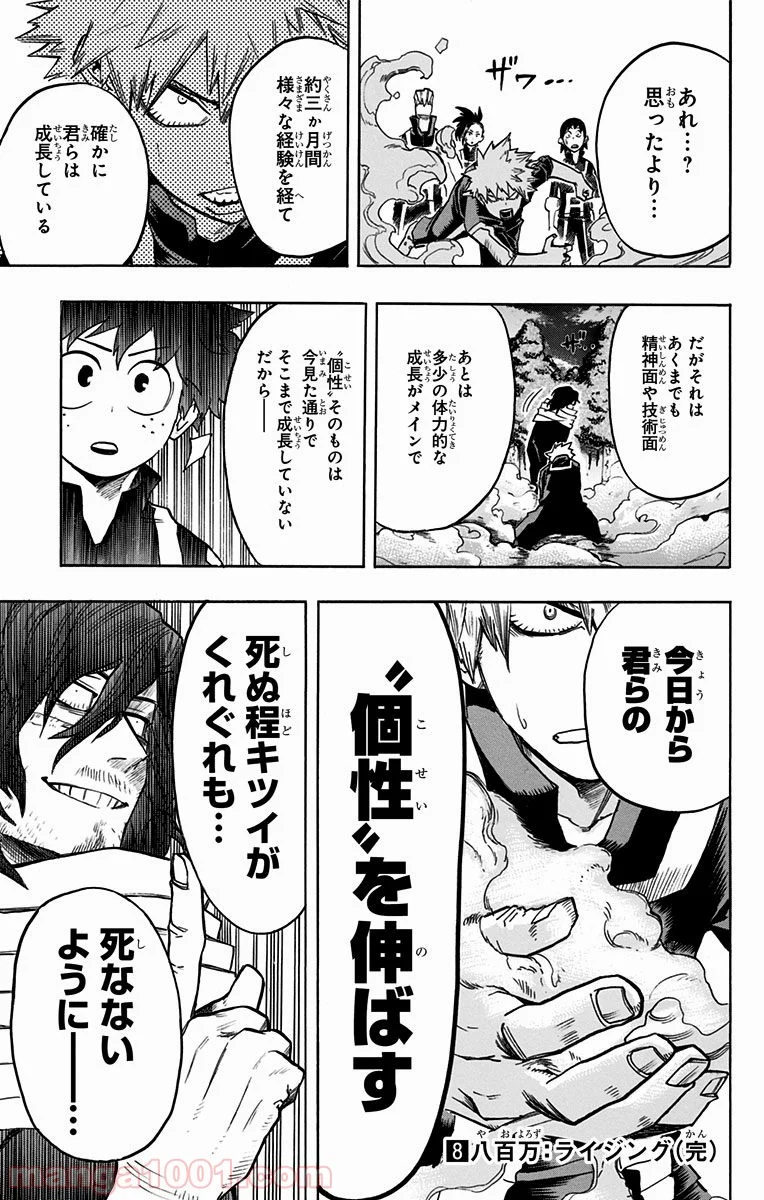 あれ…？
思ったより…
ザワ…
約三か月間
様々な経験を経て
確かに
君らは
成長している
だがそれは
あくまでも
精神面や技術面
ザ…
あとは
多少の体力的な
成長がメインで
〝個性〟そのものは
今見た通りで
そこまで成長していない
だから――
今日から
君らの
〝個性〟を伸ばす
死ぬ程キツイが
くれぐれも…
死なない
ように――…
8 八百万：ライジング（完）
manga1001.com